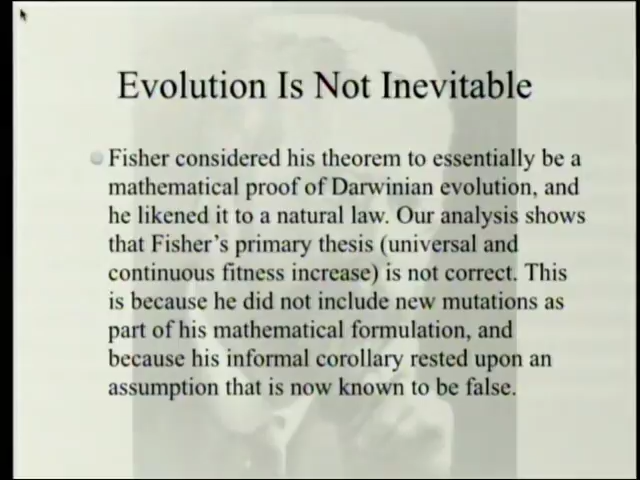 Evolution Is Not Inevitable
Fisher considered his theorem to essentially be a
mathematical proof of Darwinian evolution, and
he likened it to a natural law. Our analysis shows
that Fisher's primary thesis (universal and
continuous fitness increase) is not correct. This
is because he did not include new mutations as
part of his mathematical formulation, and
because his informal corollary rested upon an
assumption that is now known to be false.